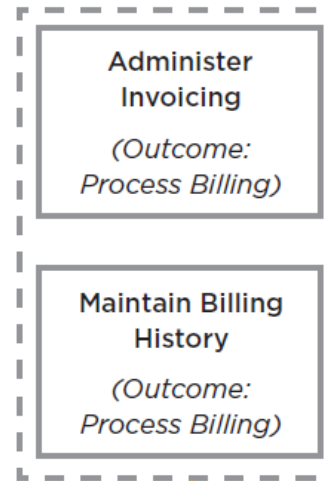 Administer
Invoicing
(Outcome:
Process Billing)
Maintain Billing
History
(Outcome:
Process Billing)